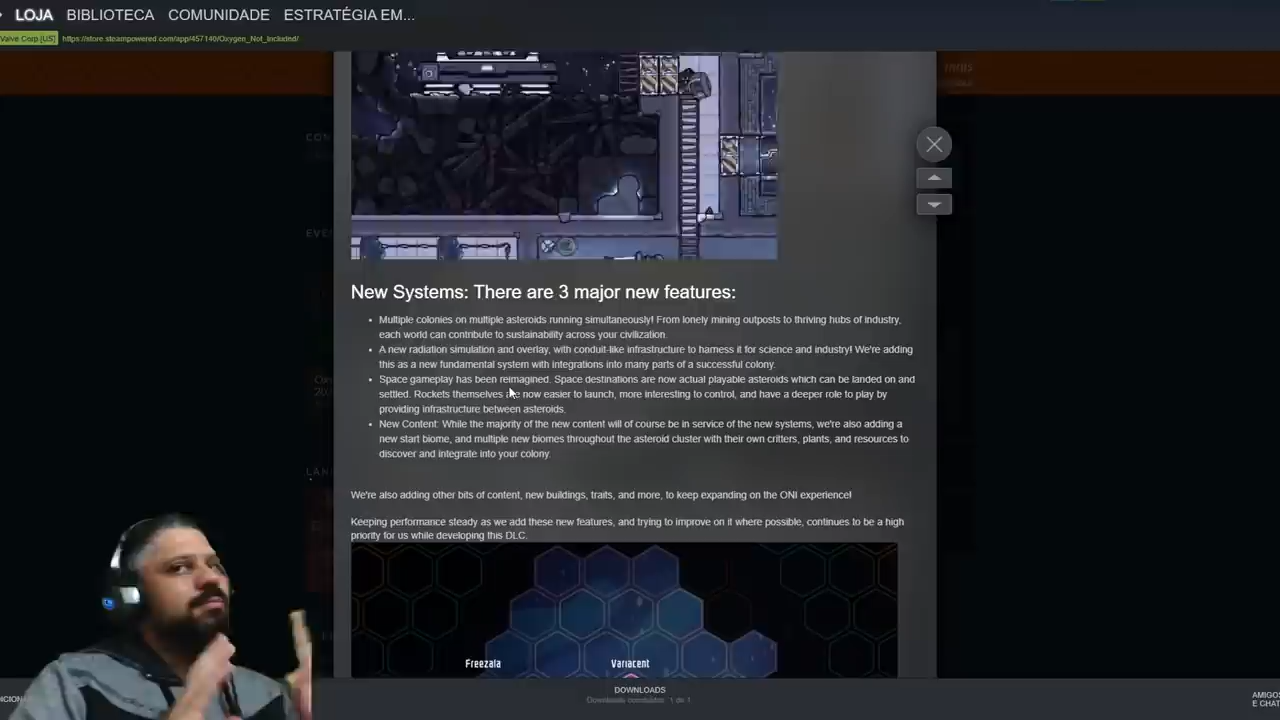 LOJA BIBLIOTECA COMUNIDADE ESTRATÉGIA EM...
Valve Corp [US] https://store.steampowered.com/app/457140/Oxygen_Not_Included/
New Systems: There are 3 major new features:
• Multiple colonies on multiple asteroids running simultaneously! From lonely mining outposts to thriving hubs of industry,
each world can contribute to sustainability across your civilization.
• A new radiation simulation and overlay, with conduit-like infrastructure to harness it for science and industry! We're adding
this as a new fundamental system with integrations into many parts of a successful colony.
• Space gameplay has been reimagined. Space destinations are now actual playable asteroids which can be landed on and
settled. Rockets themselves are now easier to launch, more interesting to control, and have a deeper role to play by
providing infrastructure between asteroids.
• New Content: While the majority of the new content will of course be in service of the new systems, we're also adding a
new start biome, and multiple new biomes throughout the asteroid cluster with their own critters, plants, and resources to
discover and integrate into your colony.
We're also adding other bits of content, new buildings, traits, and more, to keep expanding on the ONI experience!
Keeping performance steady as we add these new features, and trying to improve on it where possible, continues to be a high
priority for us while developing this DLC.
Freezala Variacent
DOWNLOADS
Downloads concluídos: 1 de 1
AMIGOS
E CHAT